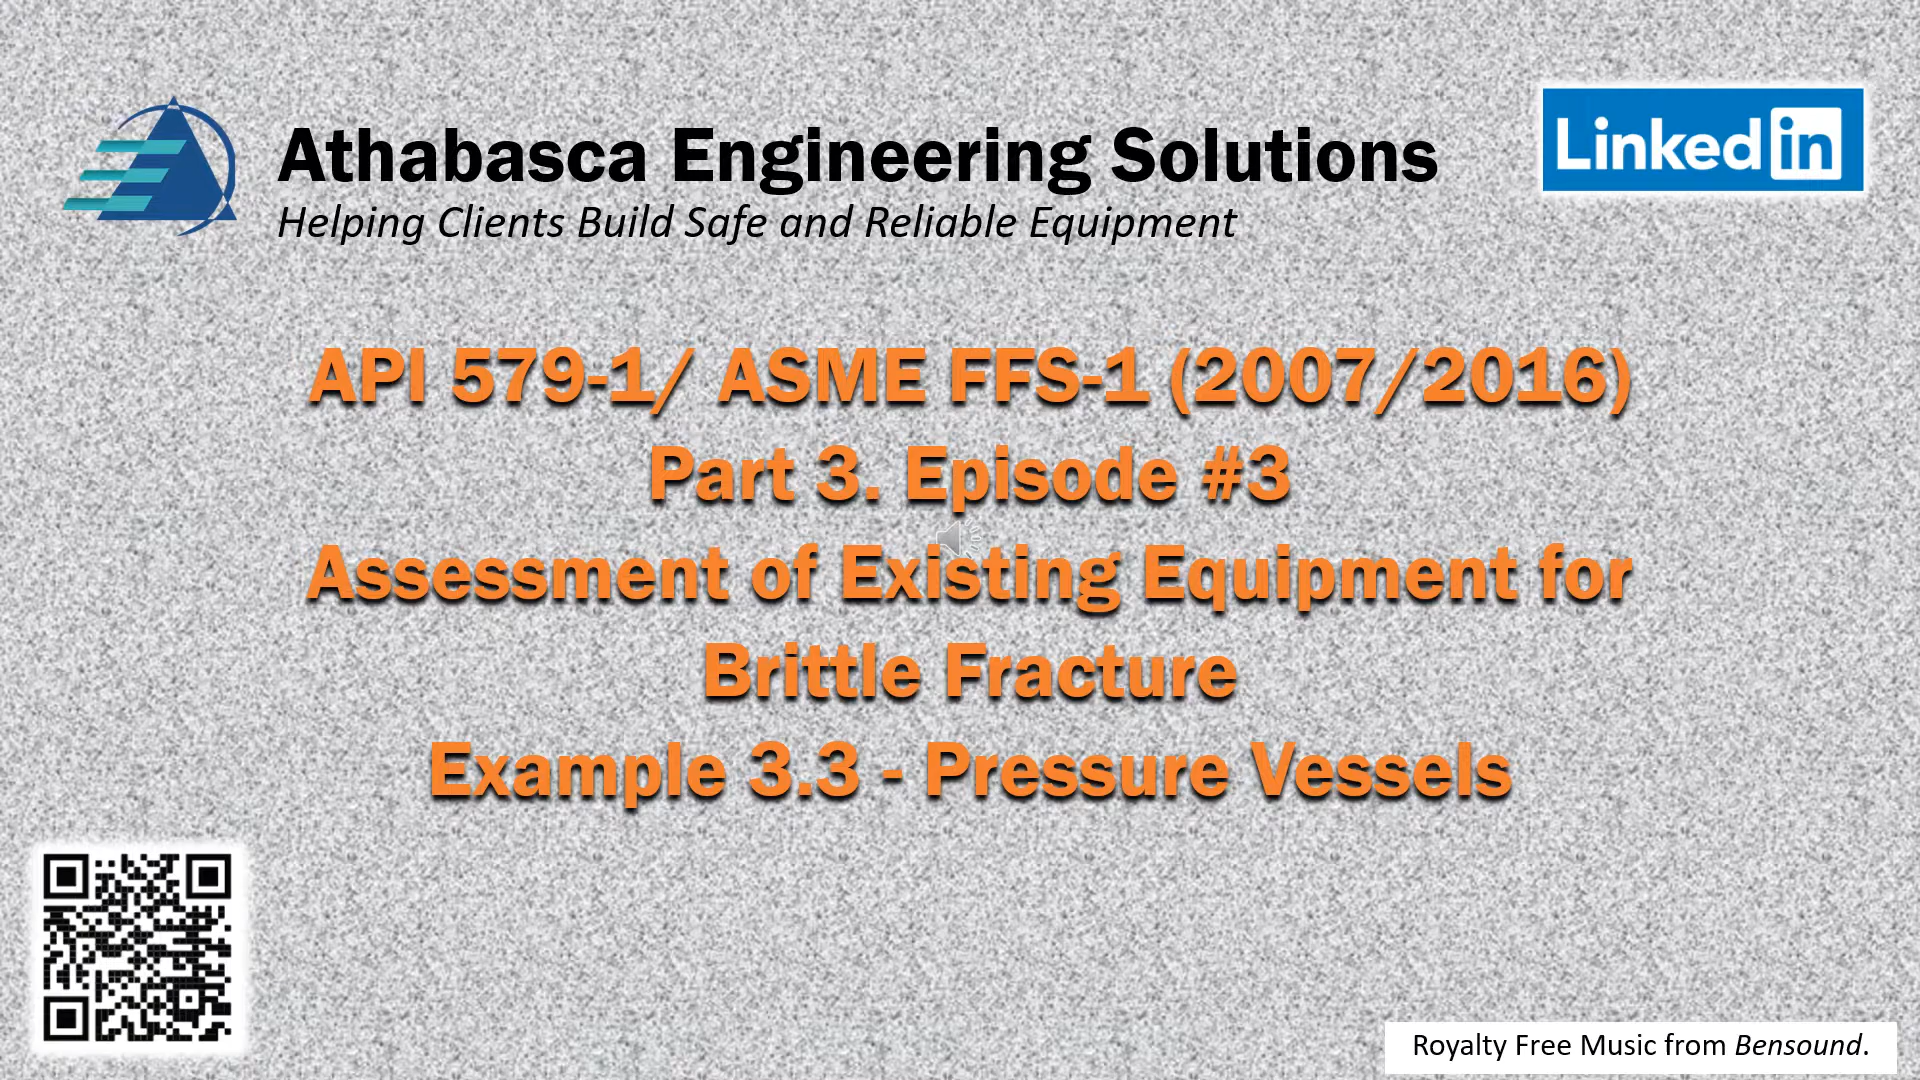 Athabasca Engineering Solutions
Helping Clients Build Safe and Reliable Equipment
Linked in
API 579-1/ ASME FFS-1 (2007/2016)
Part 3. Episode #3
Assessment of Existing Equipment for
Brittle Fracture
Example 3.3 - Pressure Vessels
Royalty Free Music from Bensound.